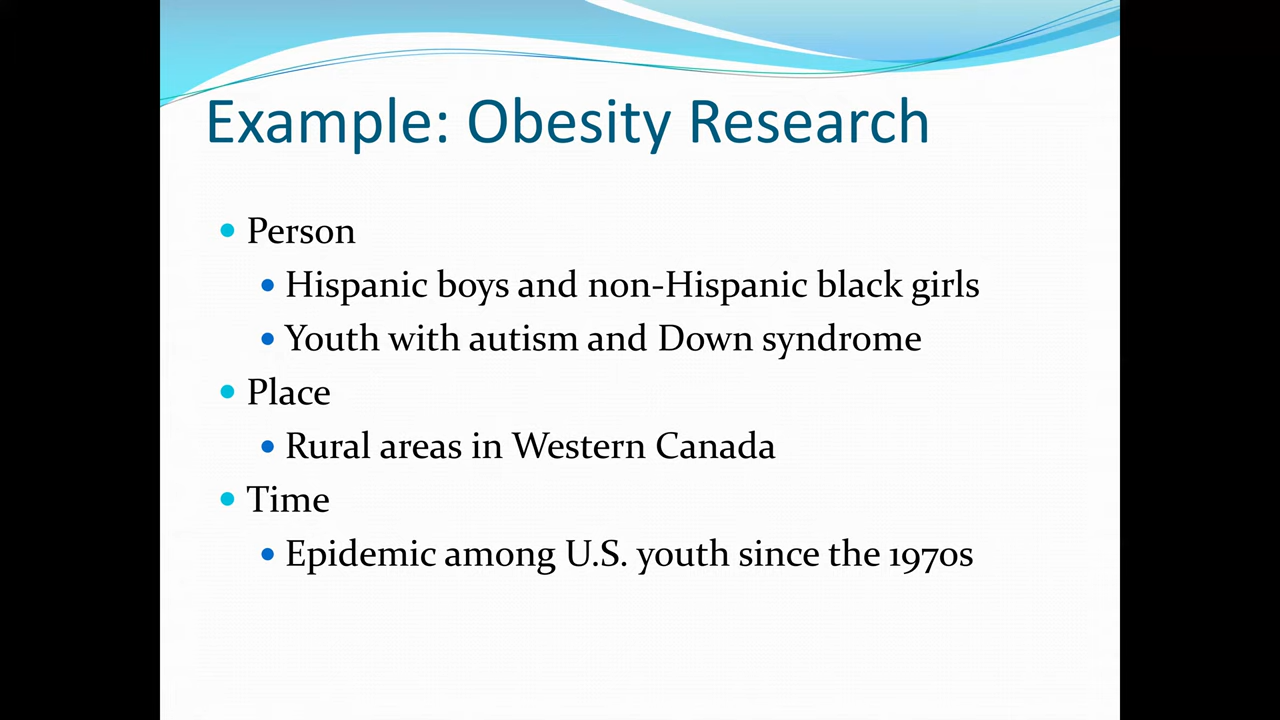 Example: Obesity Research
• Person
• Hispanic boys and non-Hispanic black girls
• Youth with autism and Down syndrome
• Place
• Rural areas in Western Canada
• Time
• Epidemic among U.S. youth since the 1970s